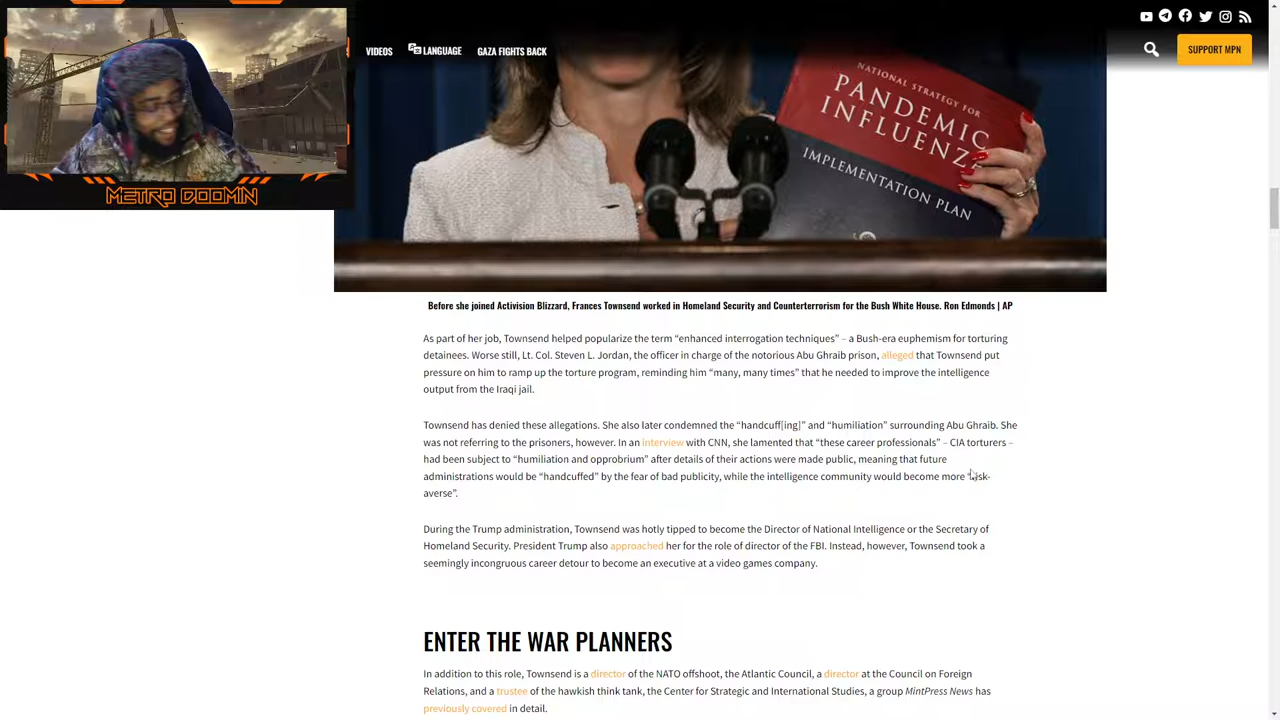 VIDEOS LANGUAGE GAZA FIGHTS BACK SUPPORT MPN
METRO DOOMIN
NATIONAL STRATEGY FOR
PANDEMIC
INFLUENZ
IMPLEMENTATION PLAN
Before she joined Activision Blizzard, Frances Townsend worked in Homeland Security and Counterterrorism for the Bush White House. Ron Edmonds | AP
As part of her job, Townsend helped popularize the term “enhanced interrogation techniques” – a Bush-era euphemism for torturing
detainees. Worse still, Lt. Col. Steven L. Jordan, the officer in charge of the notorious Abu Ghraib prison, alleged that Townsend put
pressure on him to ramp up the torture program, reminding him “many, many times” that he needed to improve the intelligence
output from the Iraqi jail.
Townsend has denied these allegations. She also later condemned the “handcuff[ing]” and “humiliation” surrounding Abu Ghraib. She
was not referring to the prisoners, however. In an interview with CNN, she lamented that “these career professionals” – CIA torturers –
had been subject to “humiliation and opprobrium” after details of their actions were made public, meaning that future
administrations would be “handcuffed” by the fear of bad publicity, while the intelligence community would become more “risk-
averse”.
During the Trump administration, Townsend was hotly tipped to become the Director of National Intelligence or the Secretary of
Homeland Security. President Trump also approached her for the role of director of the FBI. Instead, however, Townsend took a
seemingly incongruous career detour to become an executive at a video games company.
ENTER THE WAR PLANNERS
In addition to this role, Townsend is a director of the NATO offshoot, the Atlantic Council, a director at the Council on Foreign
Relations, and a trustee of the hawkish think tank, the Center for Strategic and International Studies, a group MintPress News has
previously covered in detail.